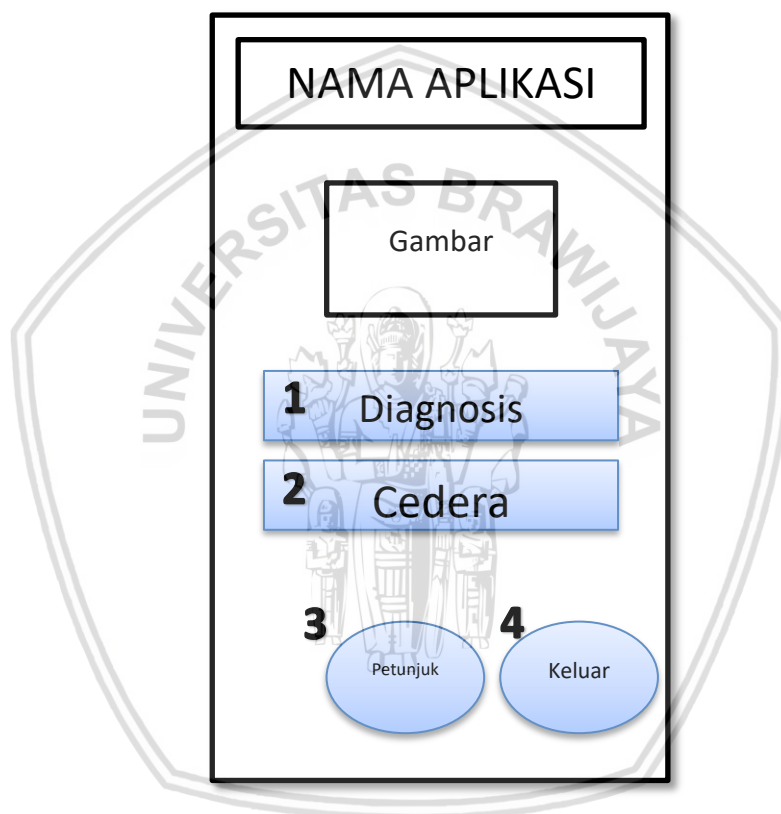 NAMA APLIKASI
UNIVERSITAS BRAWIJAYA
Gambar
1 Diagnosis
2 Cedera
3 Petunjuk
4 Keluar